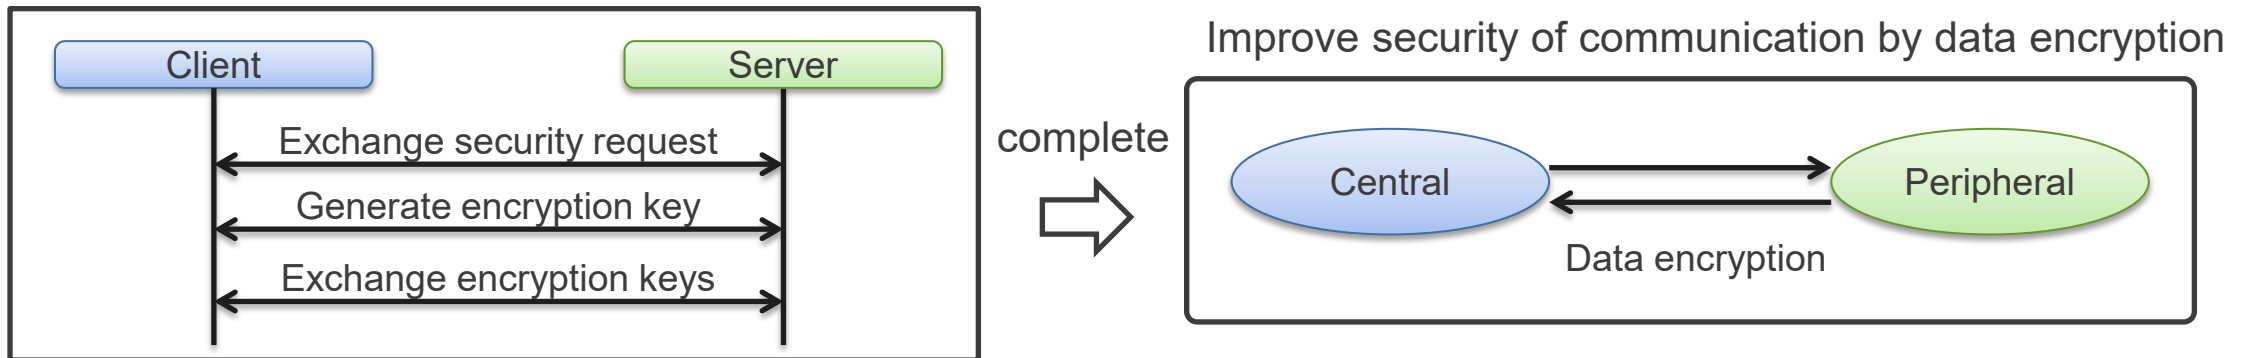 Client
Server
Exchange security request
Generate encryption key
Exchange encryption keys
complete
Improve security of communication by data encryption
Central
Peripheral
Data encryption